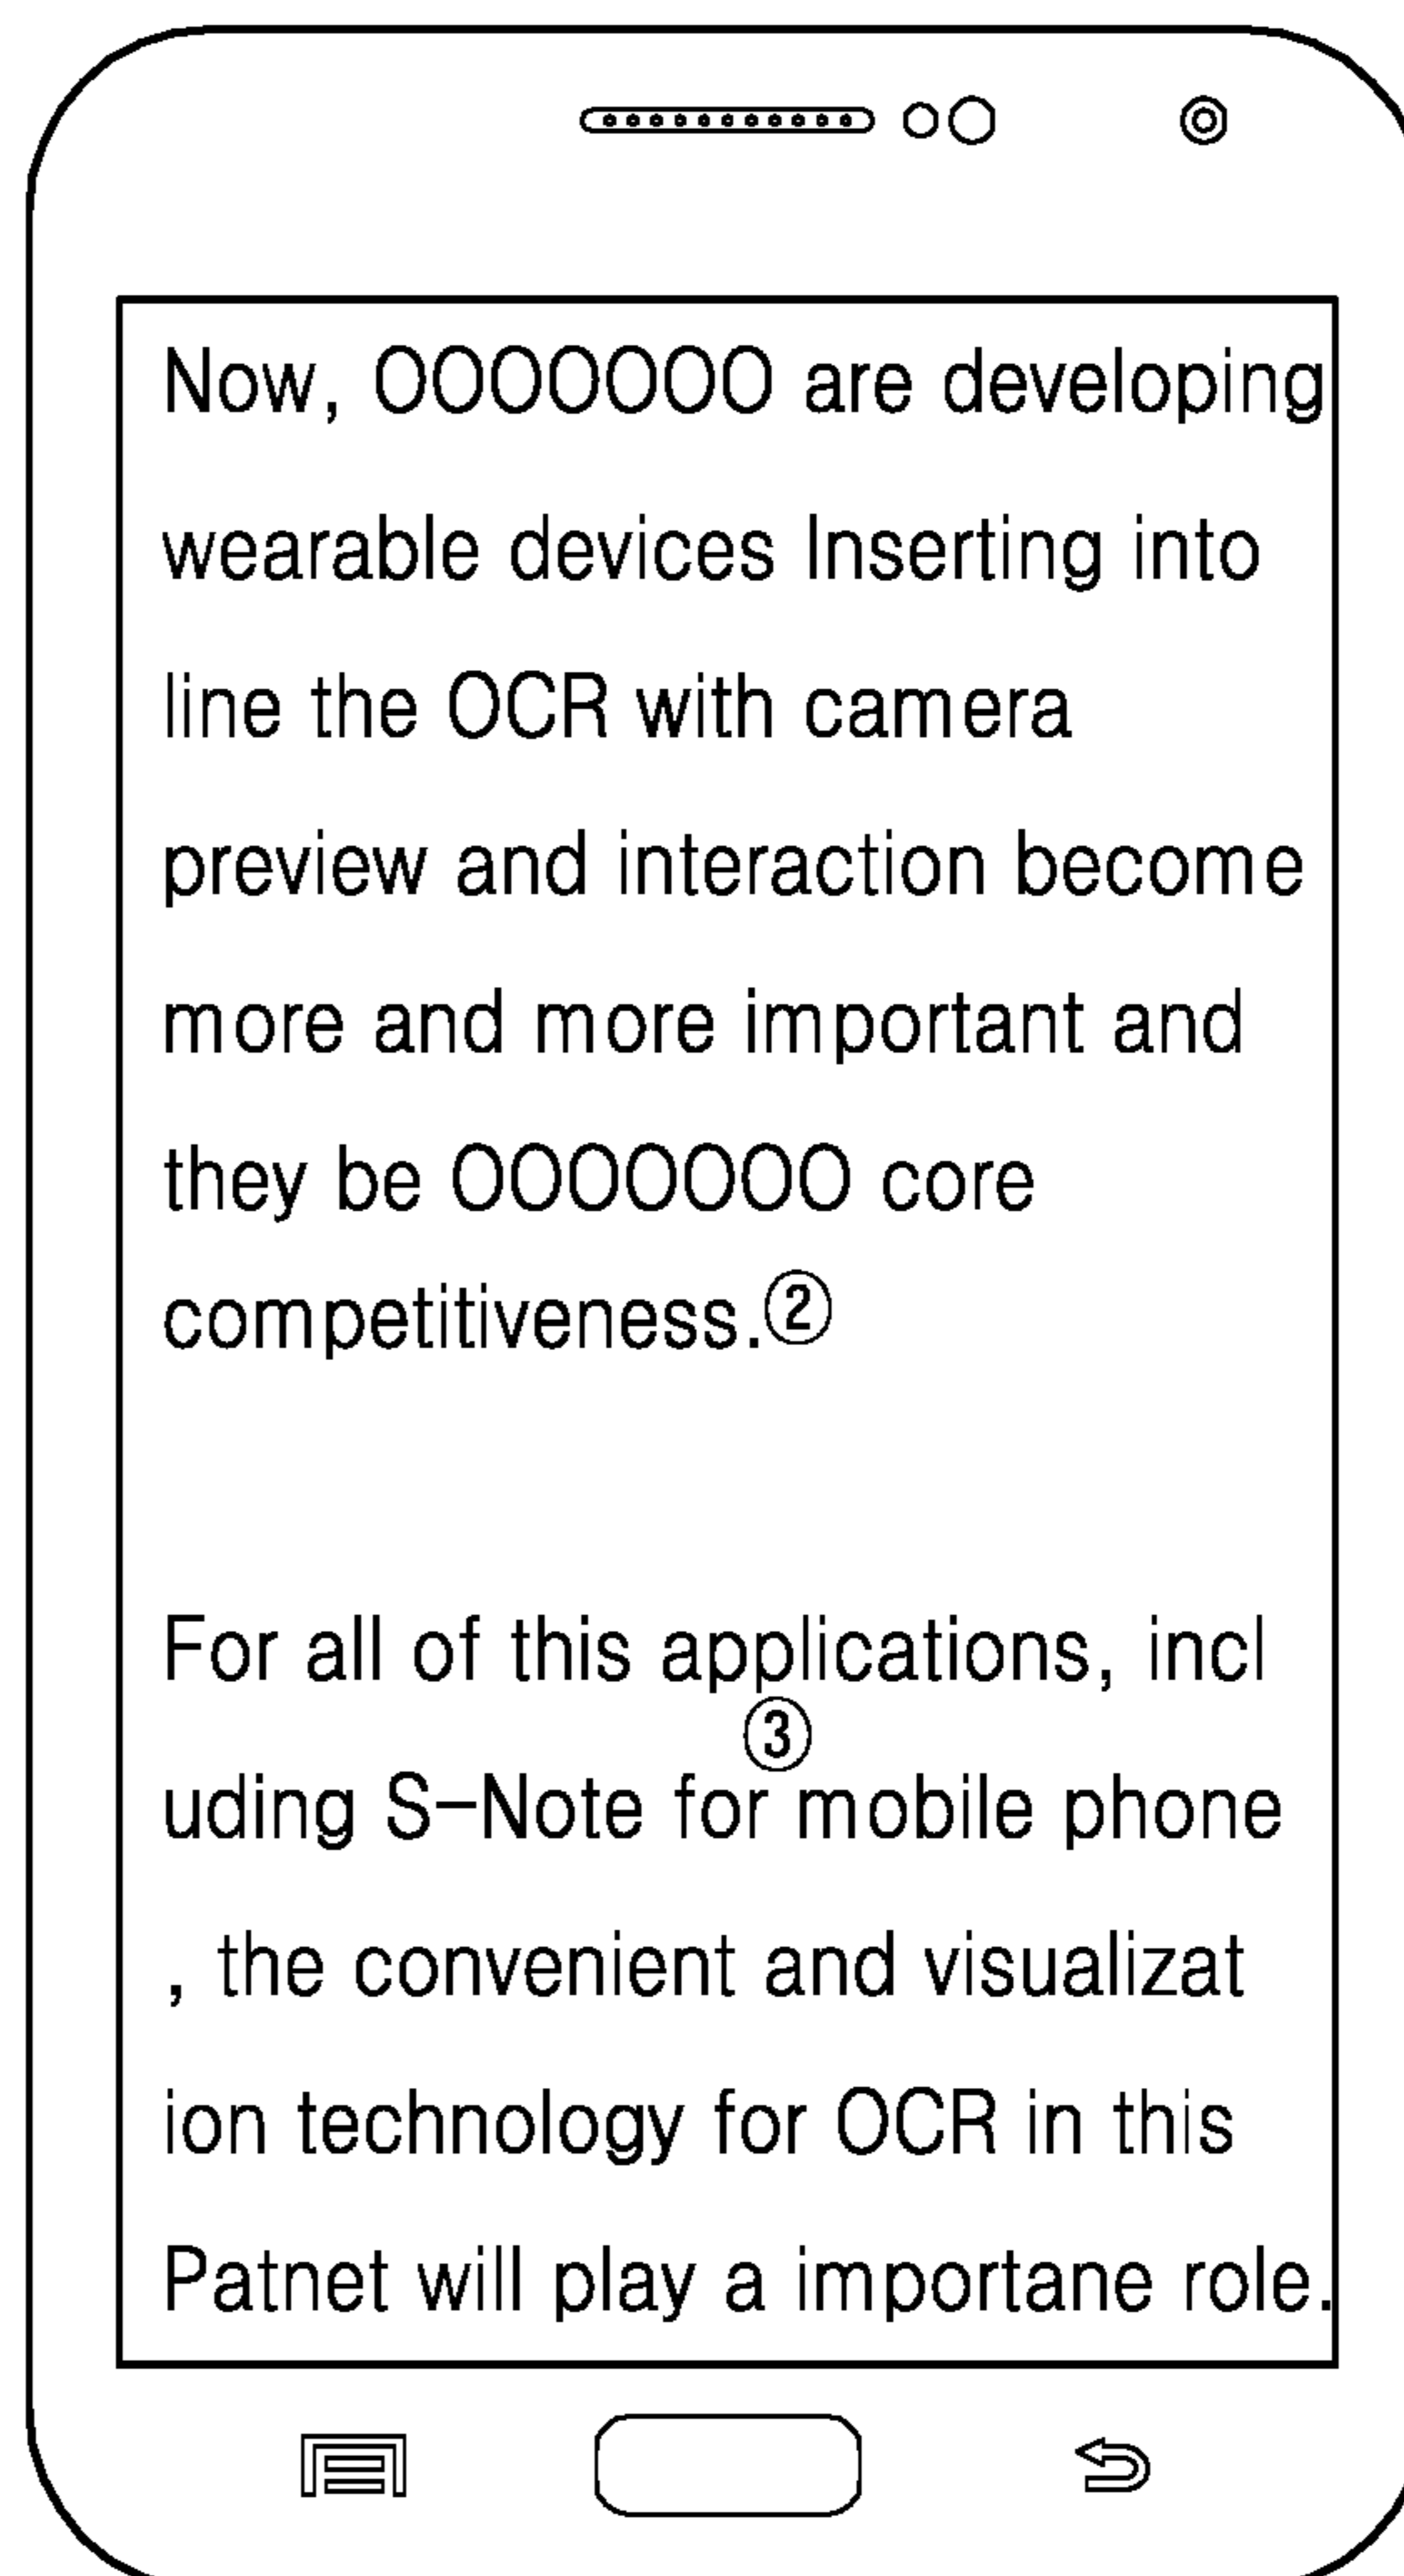 Now, OOOOOOO are developing
wearable devices Inserting into
line the OCR with camera
preview and interaction become
more and more important and
they be OOOOOOO core
competitiveness.②
For all of this applications, incl
③
uding S-Note for mobile phone
, the convenient and visualizat
ion technology for OCR in this
Patnet will play a importane role.